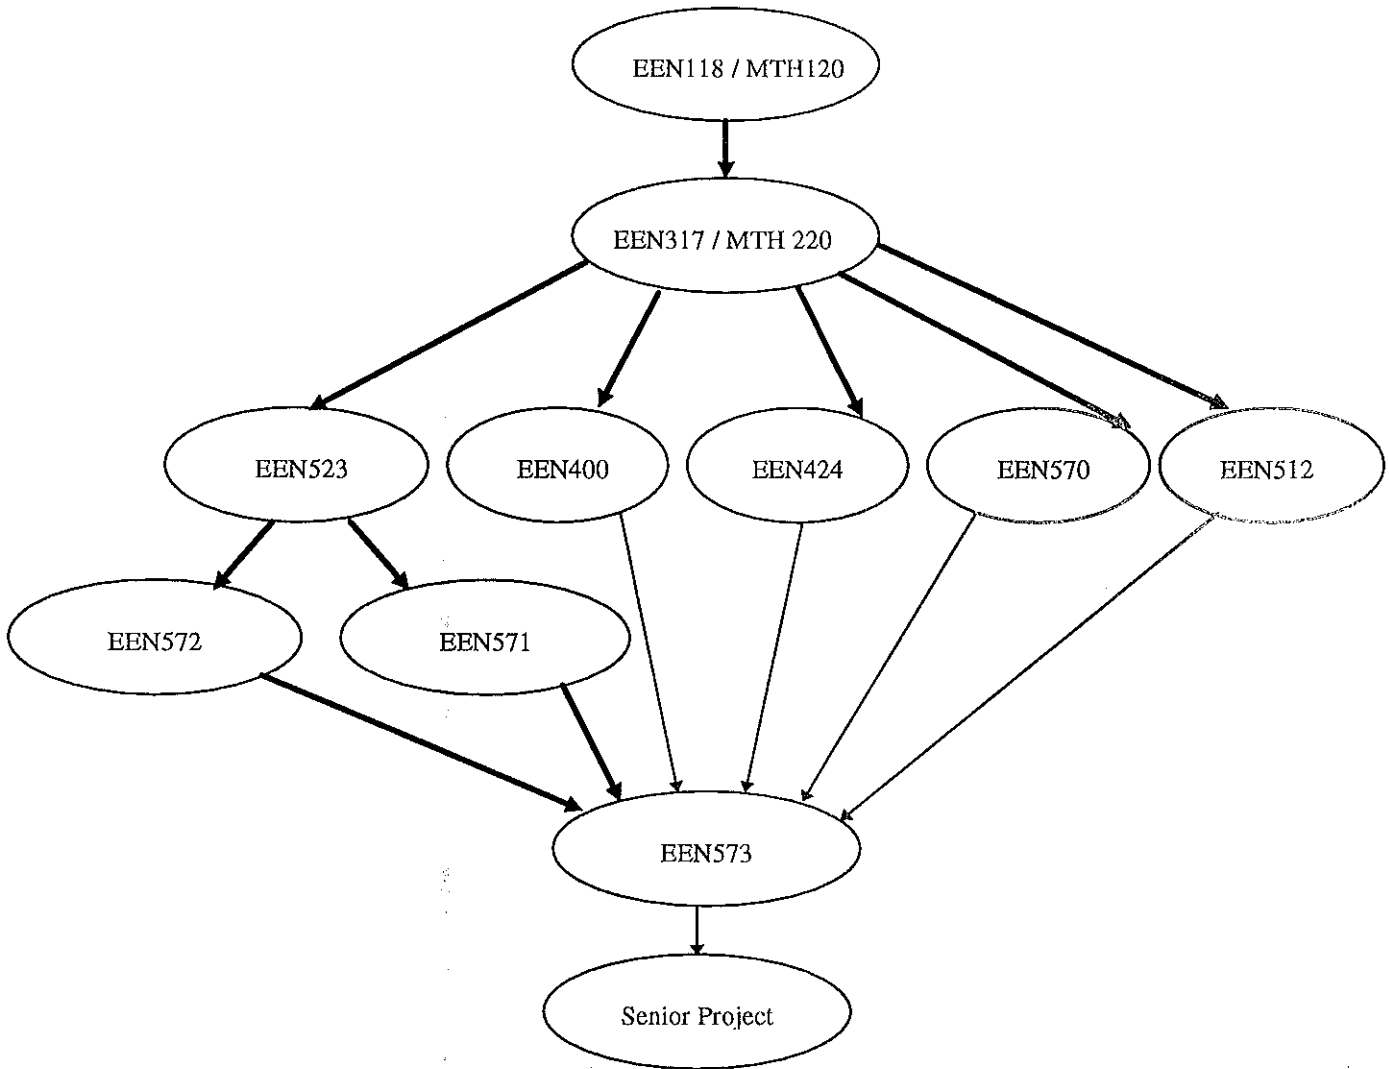 EEN118 / MTH120
EEN317 / MTH 220
EEN523
EEN400
EEN424
EEN570
EEN512
EEN572
EEN571
EEN573
Senior Project